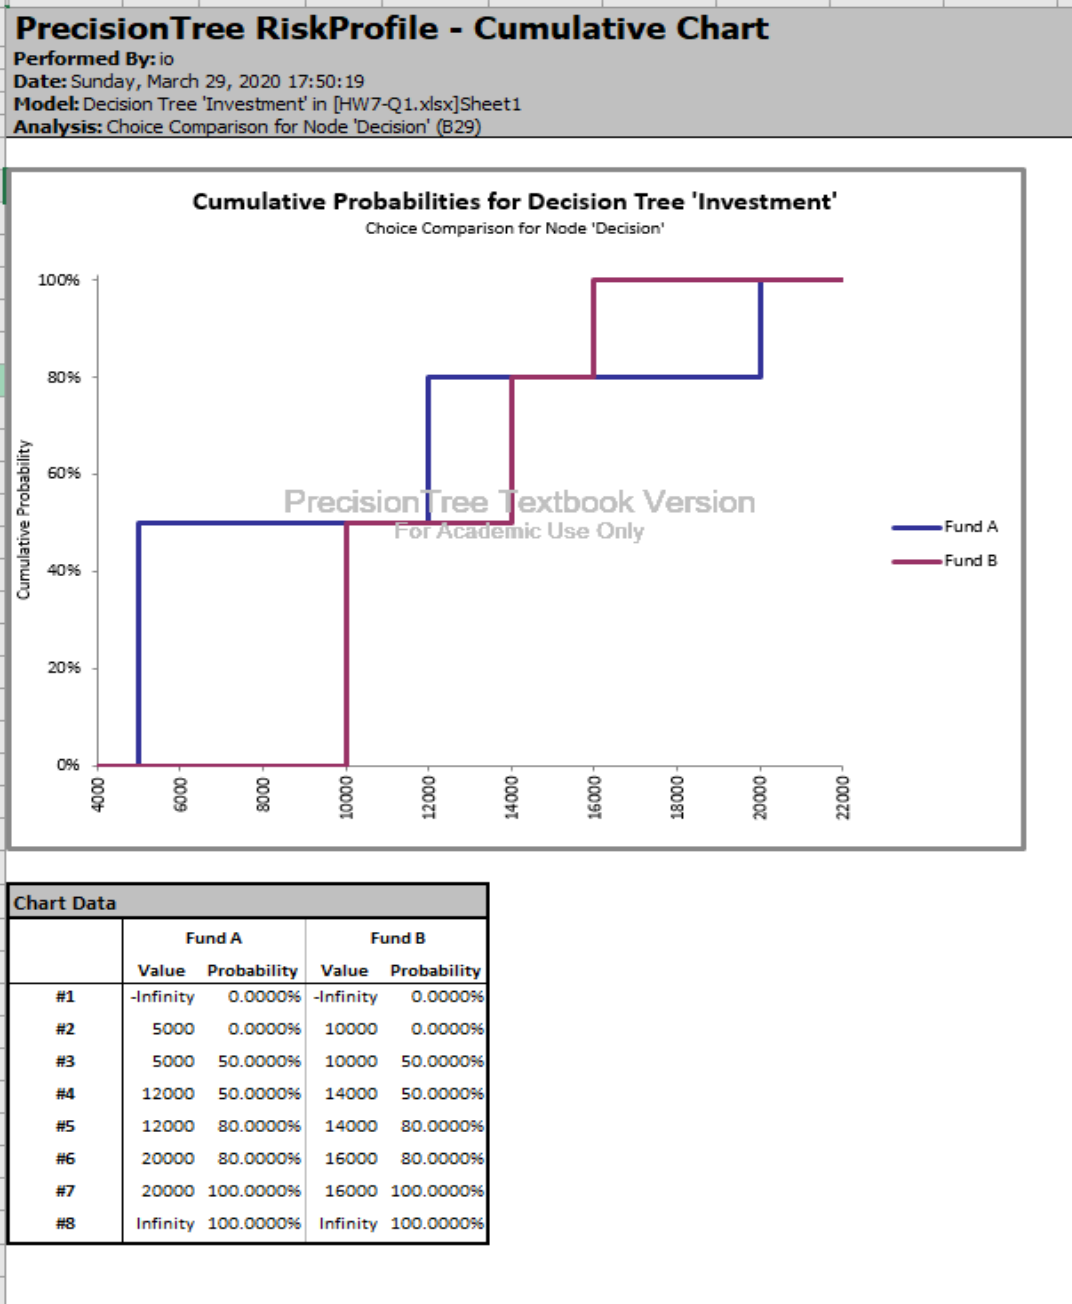 PrecisionTree RiskProfile - Cumulative Chart
Performed By: io
Date: Sunday, March 29, 2020 17:50:19
Model: Decision Tree 'Investment' in [HW7-Q1.xlsx]Sheet1
Analysis: Choice Comparison for Node 'Decision' (B29)
Cumulative Probabilities for Decision Tree 'Investment'
Choice Comparison for Node 'Decision'
100%
80%
60%
40%
20%
0%
Cumulative Probability
PrecisionTree Textbook Version
For Academic Use Only
Fund A
Fund B
4000 6000 8000 10000 12000 14000 16000 18000 20000 22000
Chart Data
Fund A Fund B
Value Probability Value Probability
#1 -Infinity 0.0000% -Infinity 0.0000%
#2 5000 0.0000% 10000 0.0000%
#3 5000 50.0000% 10000 50.0000%
#4 12000 50.0000% 14000 50.0000%
#5 12000 80.0000% 14000 80.0000%
#6 20000 80.0000% 16000 80.0000%
#7 20000 100.0000% 16000 100.0000%
#8 Infinity 100.0000% Infinity 100.0000%